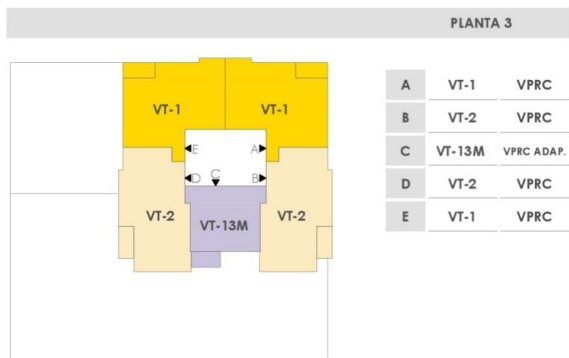 PLANTA 3
VT-1 VT-1
E A
D C B
VT-2 VT-13M VT-2
A VT-1 VPRC
B VT-2 VPRC
C VT-13M VPRC ADAP.
D VT-2 VPRC
E VT-1 VPRC